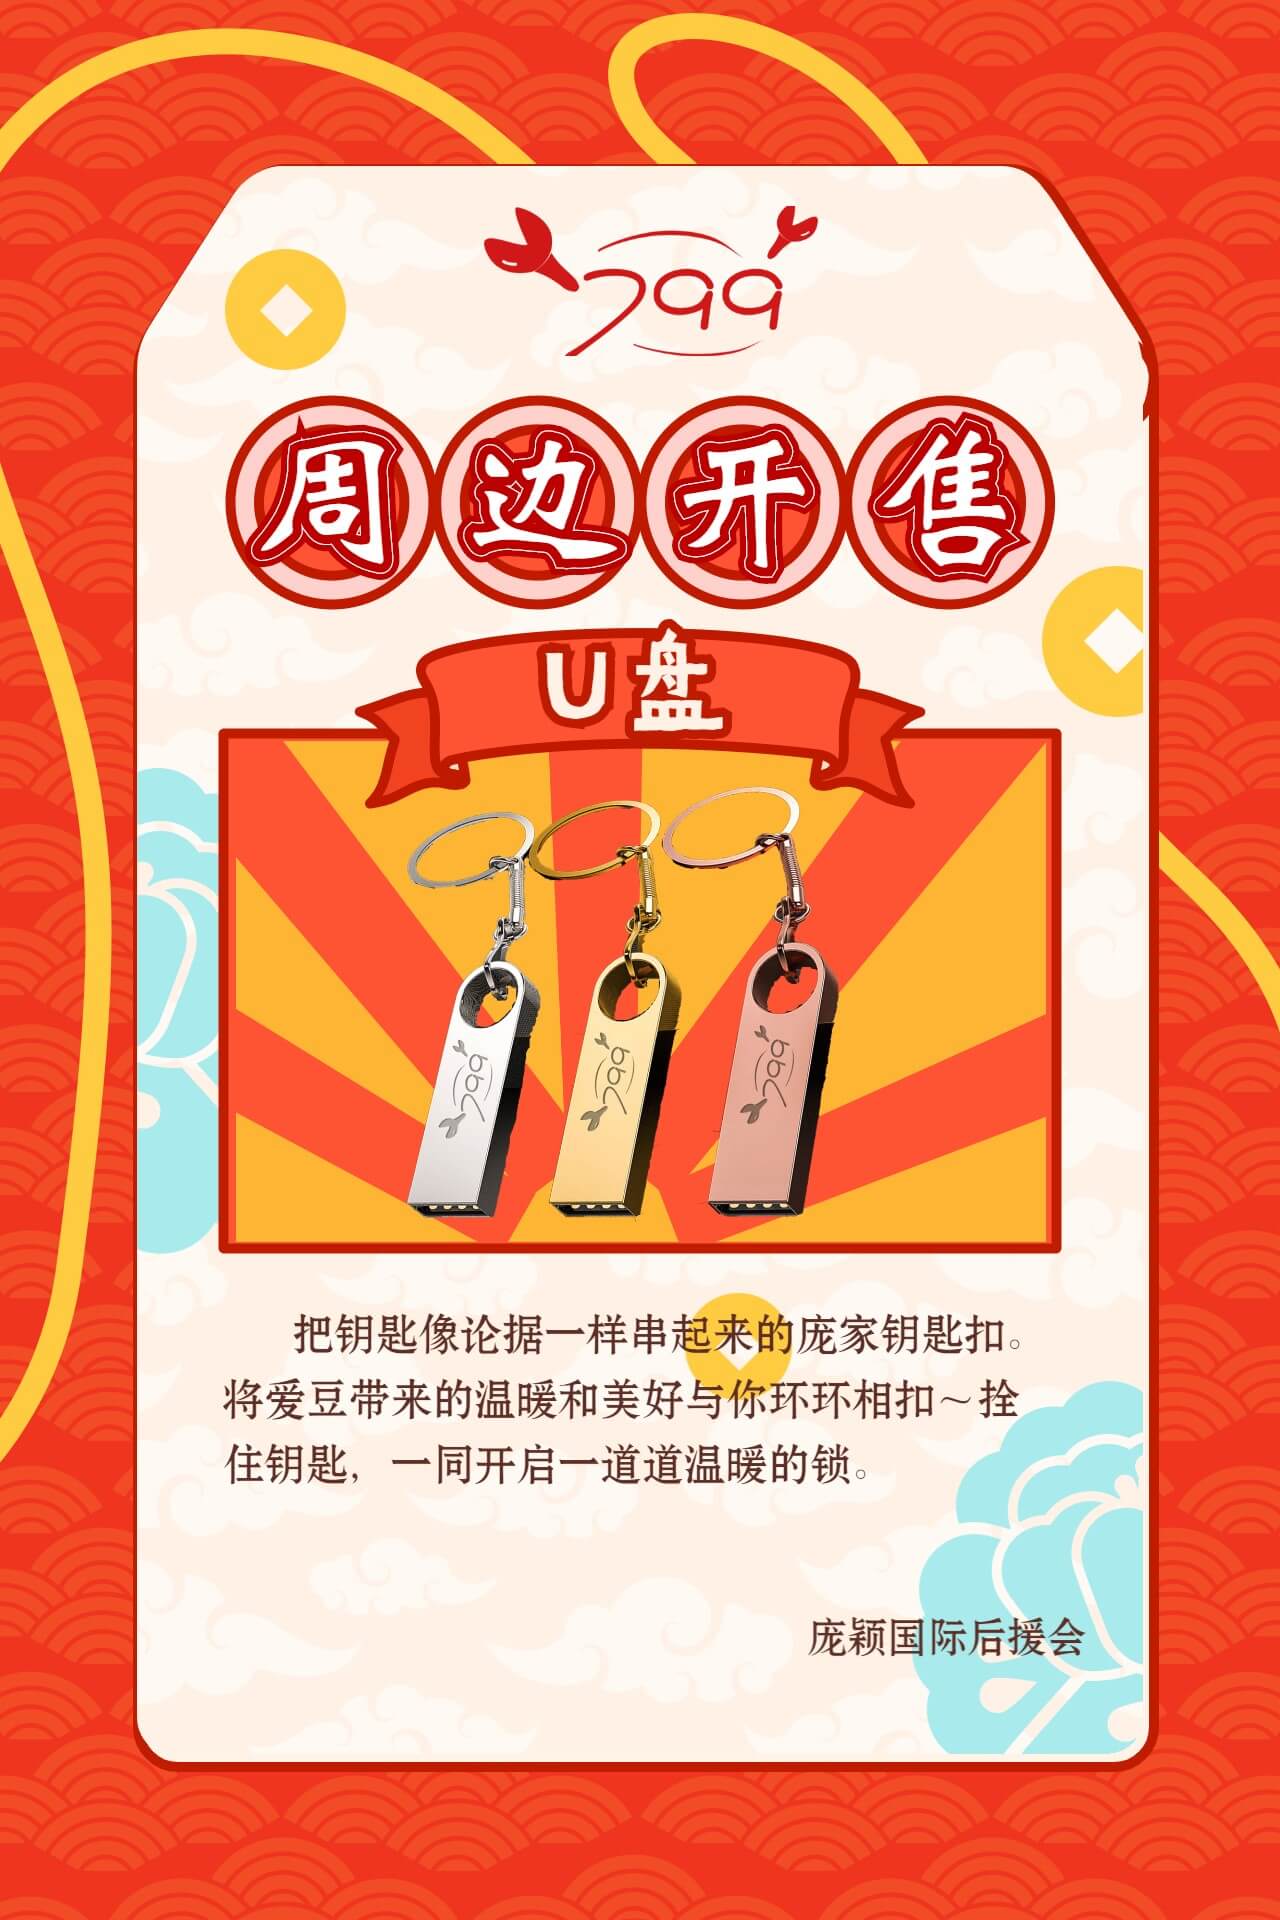 799
周边开售
U盘
799
799
799
把钥匙像论据一样串起来的庞家钥匙扣。
将爱豆带来的温暖和美好与你环环相扣～拴
住钥匙，一同开启一道道温暖的锁。
庞颖国际后援会